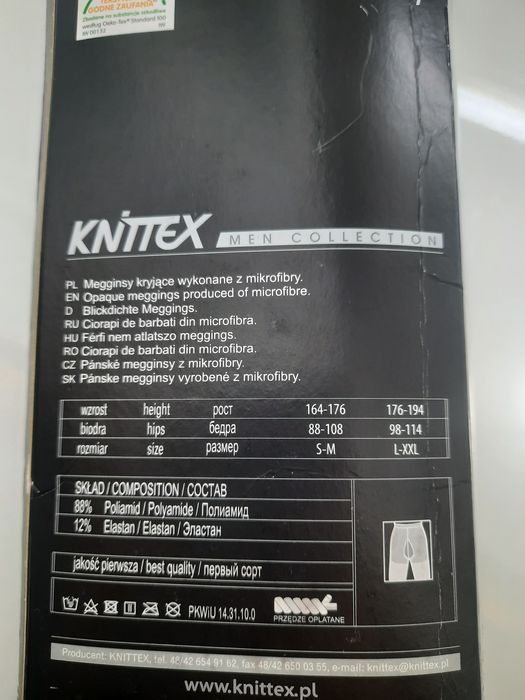 GODNE ZAUFANIA
Zbadane na substancje szkodliwe
według Oeko-Tex® Standard 100
IW 00132 IW
KNITTEX MEN COLLECTION
PL Megginsy kryjące wykonane z mikrofibry.
EN Opaque meggings produced of microfibre.
D Blickdichte Meggings.
RU Ciorapi de barbati din microfibra.
HU Férfi nem atlatszo meggings.
RO Ciorapi de barbati din microfibra.
CZ Pánské megginsy z mikrofibry.
SK Pánske megginsy vyrobené z mikrofibry.
wzrost height рост 164-176 176-194
biodra hips бедра 88-108 98-114
rozmiar size размер S-M L-XXL
SKŁAD / COMPOSITION / СОСТАВ
88% Poliamid / Polyamide / Полиамид
12% Elastan / Elastan / Эластан
jakość pierwsza / best quality / первый сорт
PKWiU 14.31.10.0
PRZĘDZE OPLATANE
Producent: KNITTEX, tel. 48/42 654 91 62, fax 48/42 650 03 55, e-mail: knittex@knittex.pl
www.knittex.pl